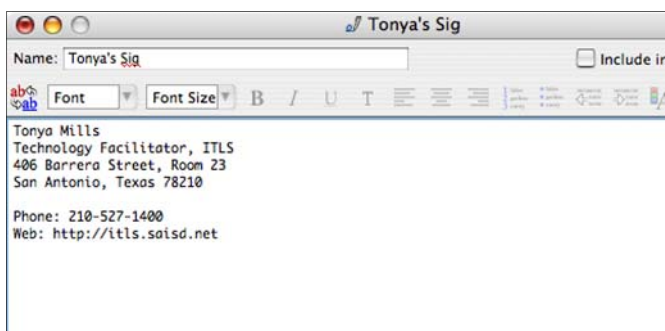 Tonya's Sig
Name: Tonya's Sig
Include in
Font Font Size B I U T
Tonya Mills
Technology Facilitator, ITLS
406 Barrera Street, Room 23
San Antonio, Texas 78210
Phone: 210-527-1400
Web: http://itls.saisd.net